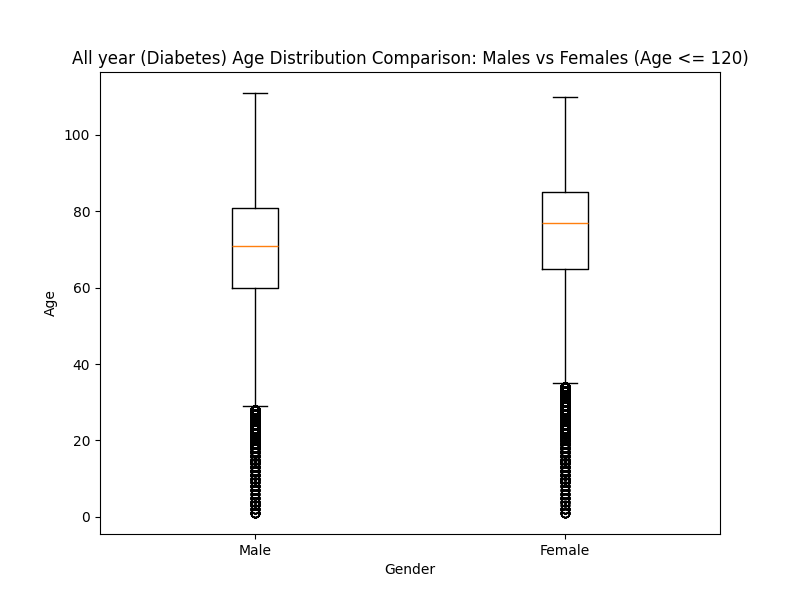 All year (Diabetes) Age Distribution Comparison: Males vs Females (Age <= 120)
100
80
60
40
20
0
Age
Male
Female
Gender